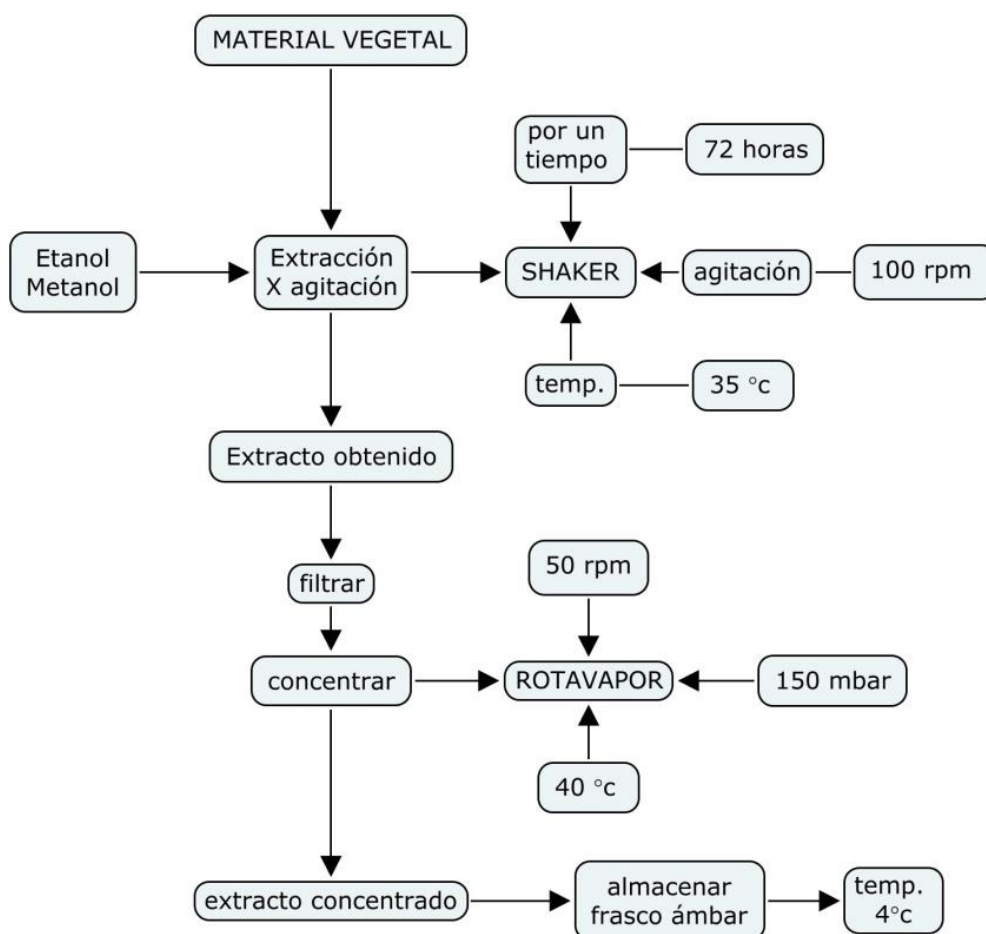 MATERIAL VEGETAL
por un
tiempo
72 horas
Etanol
Metanol
Extracción
X agitación
SHAKER
agitación
100 rpm
temp.
35 °c
Extracto obtenido
filtrar
50 rpm
concentrar
ROTAVAPOR
150 mbar
40 °c
extracto concentrado
almacenar
frasco ámbar
temp.
4°c